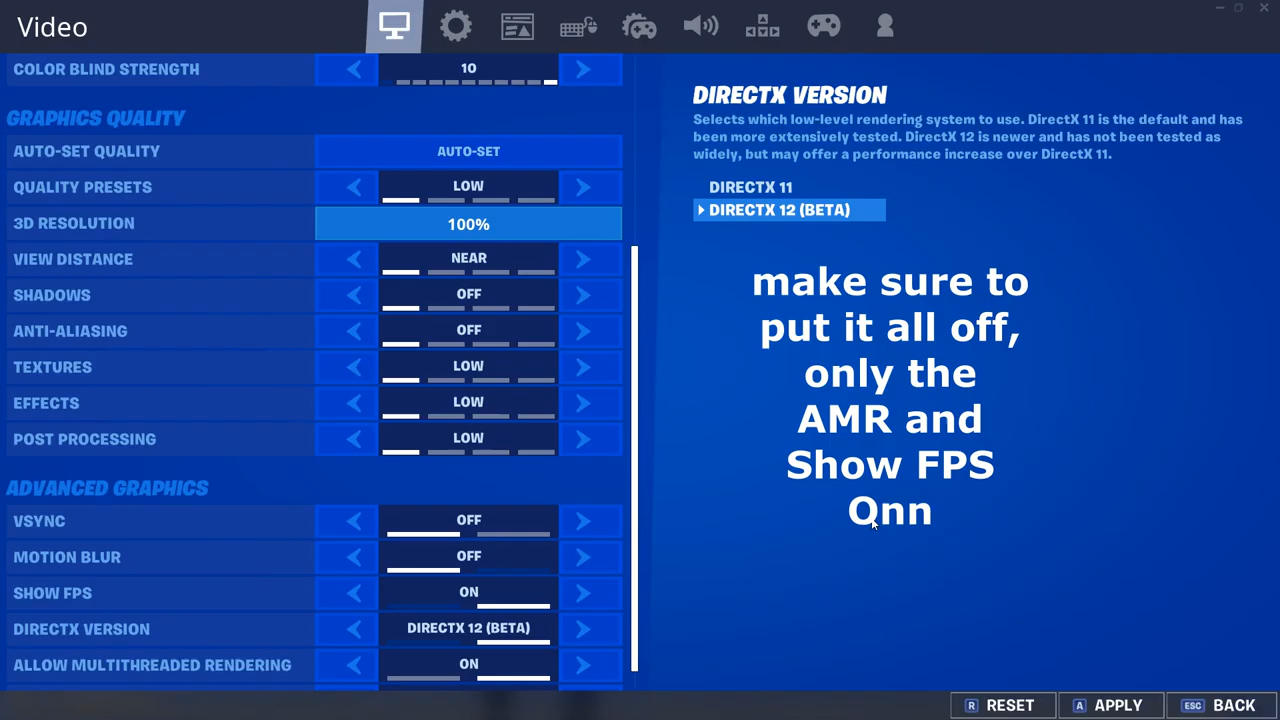 Video
COLOR BLIND STRENGTH 10
GRAPHICS QUALITY
AUTO-SET QUALITY AUTO-SET
QUALITY PRESETS LOW
3D RESOLUTION 100%
VIEW DISTANCE NEAR
SHADOWS OFF
ANTI-ALIASING OFF
TEXTURES LOW
EFFECTS LOW
POST PROCESSING LOW
ADVANCED GRAPHICS
VSYNC OFF
MOTION BLUR OFF
SHOW FPS ON
DIRECTX VERSION DIRECTX 12 (BETA)
ALLOW MULTITHREADED RENDERING ON
DIRECTX VERSION
Selects which low-level rendering system to use. DirectX 11 is the default and has
been more extensively tested. DirectX 12 is newer and has not been tested as
widely, but may offer a performance increase over DirectX 11.
DIRECTX 11
DIRECTX 12 (BETA)
make sure to
put it all off,
only the
AMR and
Show FPS
Onn
R RESET
A APPLY
ESC BACK